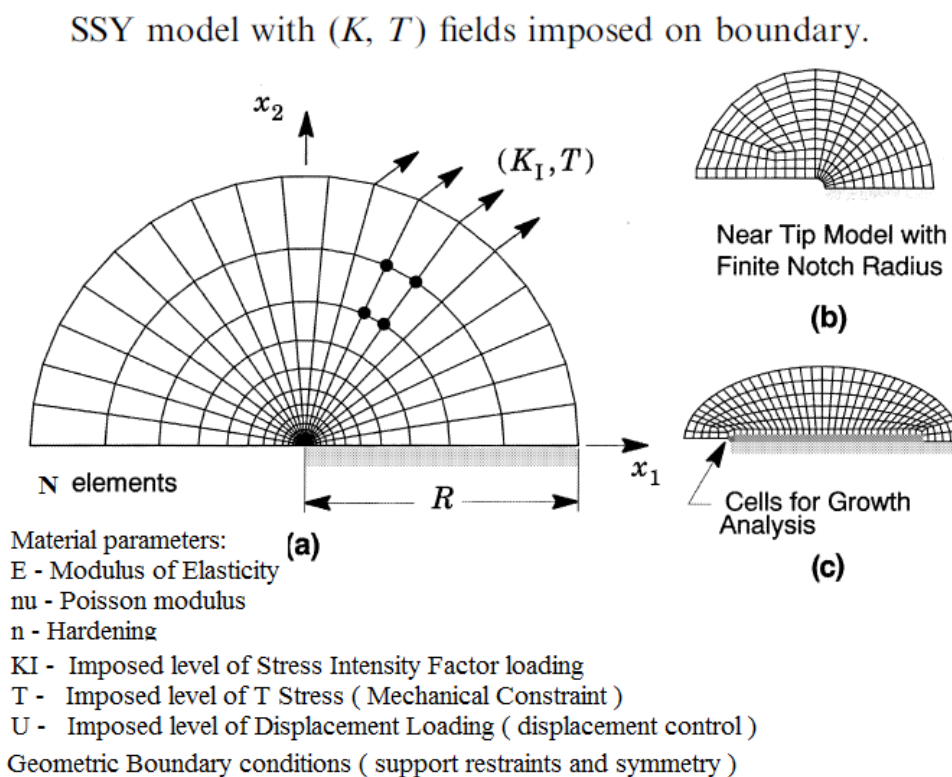 SSY model with (K, T) fields imposed on boundary.
x₂
(K_I, T)
x₁
R
N elements
(a)
Near Tip Model with
Finite Notch Radius
(b)
Cells for Growth
Analysis
(c)
Material parameters:
E - Modulus of Elasticity
nu - Poisson modulus
n - Hardening
KI - Imposed level of Stress Intensity Factor loading
T - Imposed level of T Stress ( Mechanical Constraint )
U - Imposed level of Displacement Loading ( displacement control )
Geometric Boundary conditions ( support restraints and symmetry )